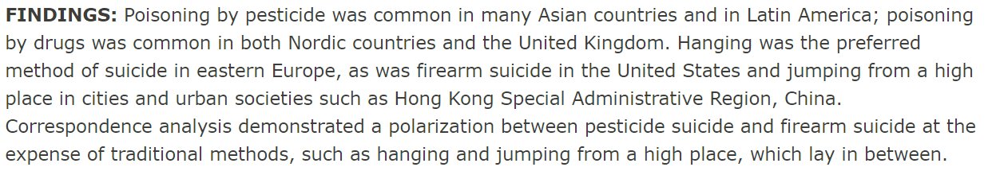 FINDINGS: Poisoning by pesticide was common in many Asian countries and in Latin America; poisoning
by drugs was common in both Nordic countries and the United Kingdom. Hanging was the preferred
method of suicide in eastern Europe, as was firearm suicide in the United States and jumping from a high
place in cities and urban societies such as Hong Kong Special Administrative Region, China.
Correspondence analysis demonstrated a polarization between pesticide suicide and firearm suicide at the
expense of traditional methods, such as hanging and jumping from a high place, which lay in between.